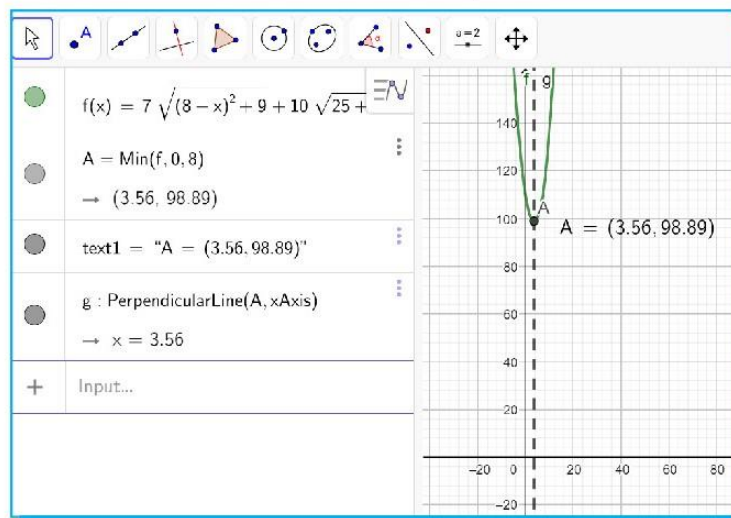 A
a = 2
f(x) = 7 √(8 − x)² + 9 + 10 √25 +
A = Min(f, 0, 8)
→ (3.56, 98.89)
text1 = “A = (3.56, 98.89)”
g : PerpendicularLine(A, xAxis)
→ x = 3.56
+ Input...
f g
140
120
100
A
A = (3.56, 98.89)
80
60
40
20
−20 0 20 40 60 80
−20